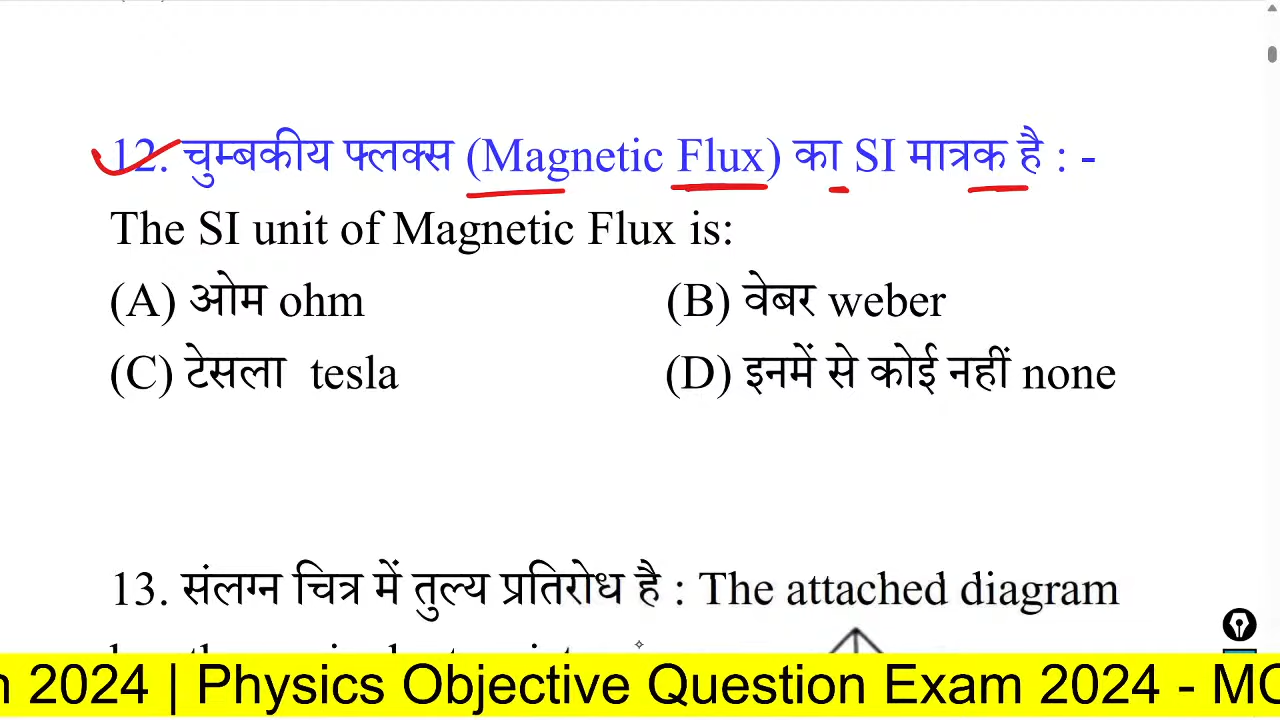 12. चुम्बकीय फ्लक्स (Magnetic Flux) का SI मात्रक है : -
The SI unit of Magnetic Flux is:
(A) ओम ohm (B) वेबर weber
(C) टेसला tesla (D) इनमें से कोई नहीं none
13. संलग्न चित्र में तुल्य प्रतिरोध है : The attached diagram
2024 | Physics Objective Question Exam 2024 -